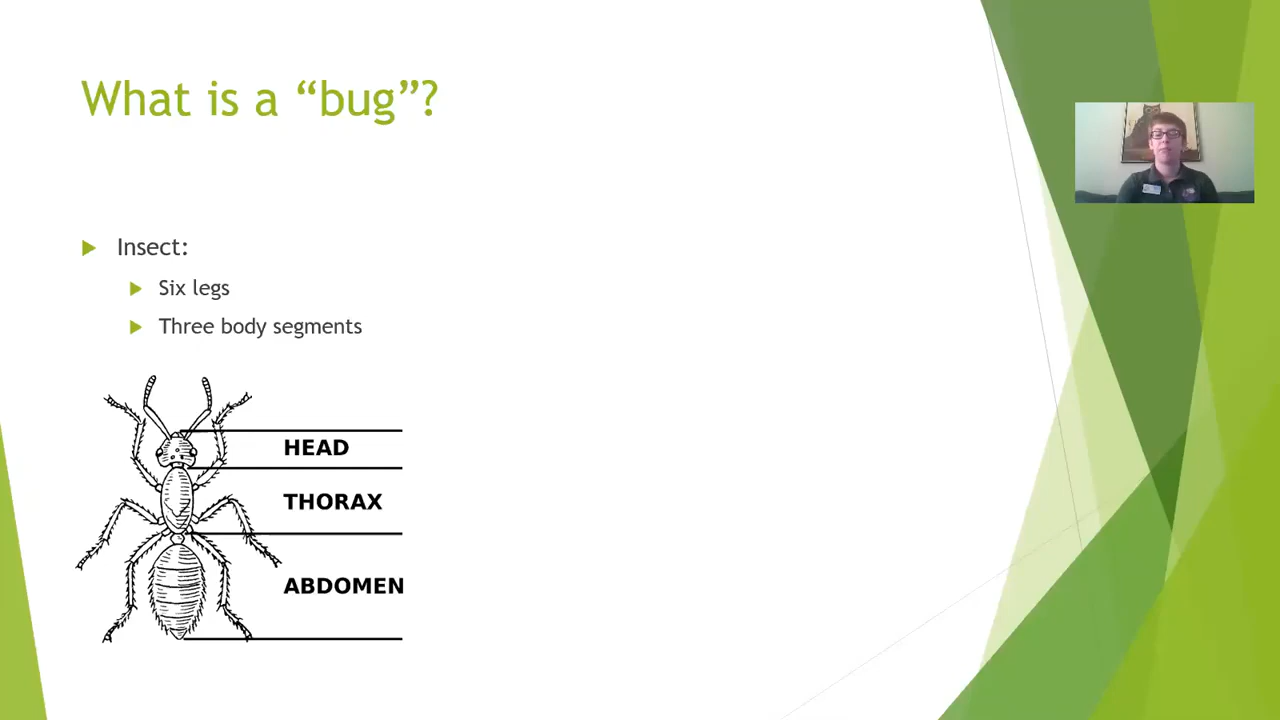 What is a “bug”?
Insect:
Six legs
Three body segments
HEAD
THORAX
ABDOMEN